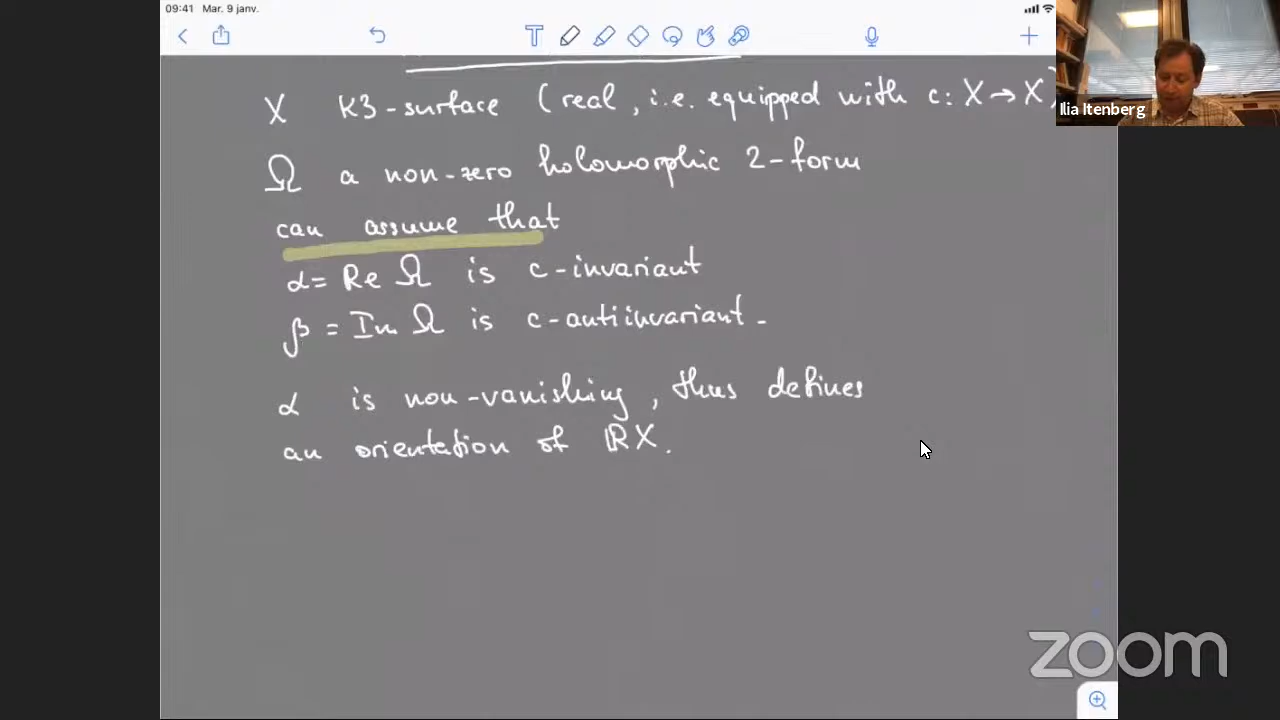 09:41 Mar. 9 janv.
X K3-surface (real, i.e. equipped with c: X → X
Ilia Itenberg
Ω a non-zero holomorphic 2-form
can assume that
α = Re Ω is c-invariant
β = Im Ω is c-antiinvariant.
α is non-vanishing, thus defines
an orientation of ℝX.
zoom